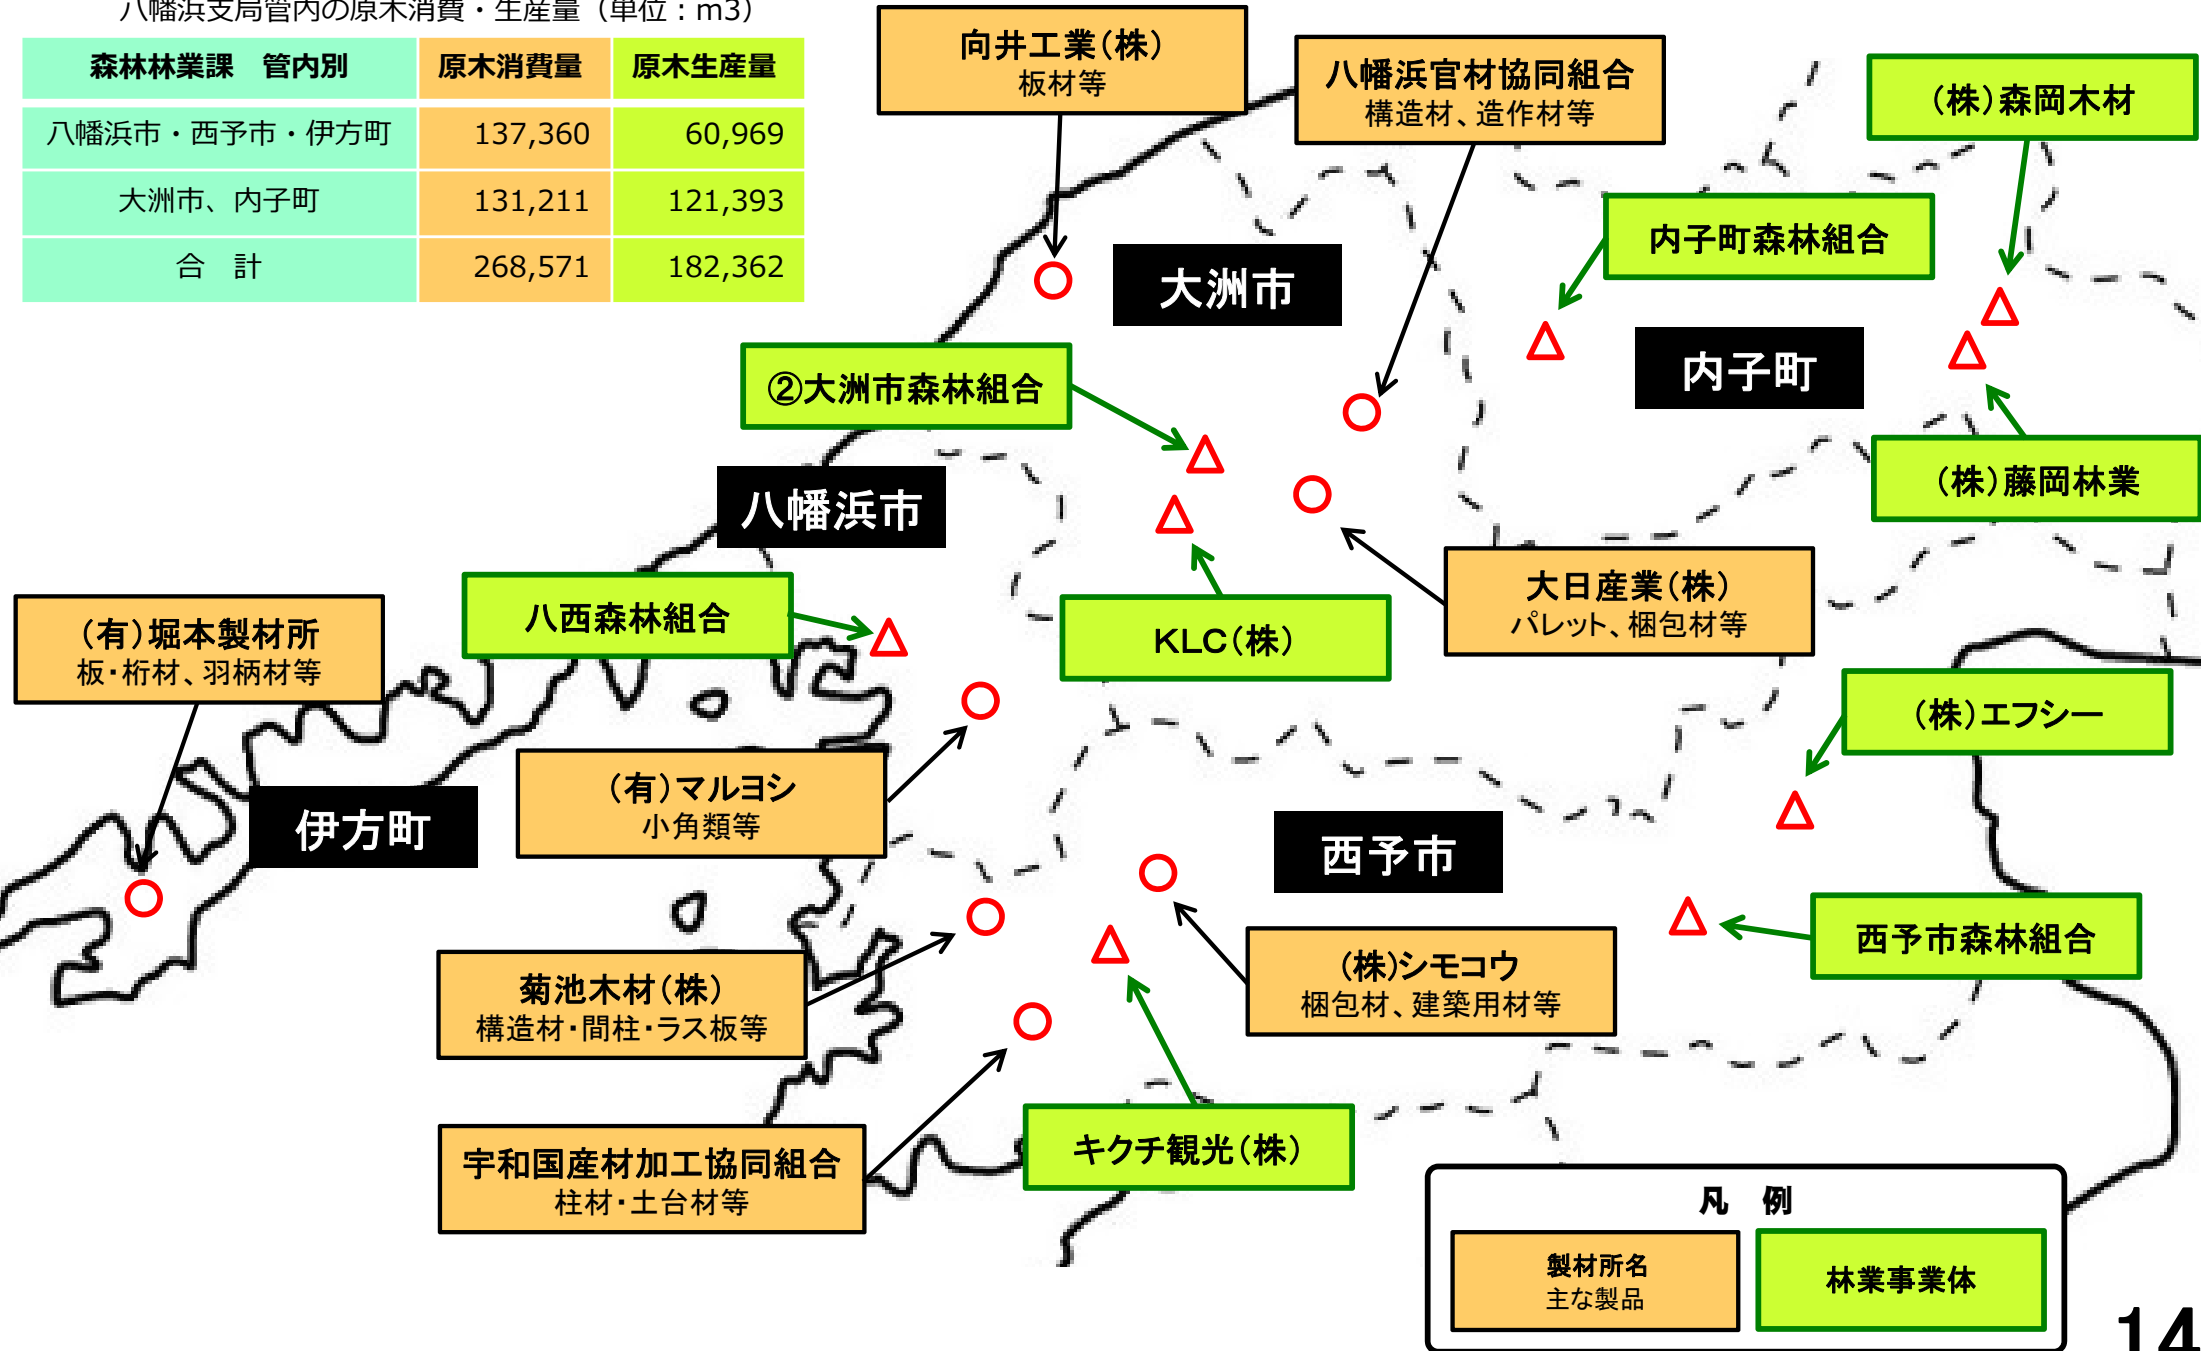 八幡浜支局管内の原木消費・生産量（単位：m3）
森林林業課　管内別　原木消費量　原木生産量
八幡浜市・西予市・伊方町　137,360　60,969
大洲市、内子町　131,211　121,393
合　計　268,571　182,362
向井工業（株）
板材等
八幡浜官材協同組合
構造材、造作材等
（株）森岡木材
内子町森林組合
大洲市
内子町
②大洲市森林組合
（株）藤岡林業
八幡浜市
大日産業（株）
パレット、梱包材等
八西森林組合
KLC（株）
（有）堀本製材所
板・桁材、羽柄材等
（株）エフシー
（有）マルヨシ
小角類等
伊方町
西予市
西予市森林組合
菊池木材（株）
構造材・間柱・ラス板等
（株）シモコウ
梱包材、建築用材等
キクチ観光（株）
宇和国産材加工協同組合
柱材・土台材等
凡　例
製材所名
主な製品
林業事業体
14